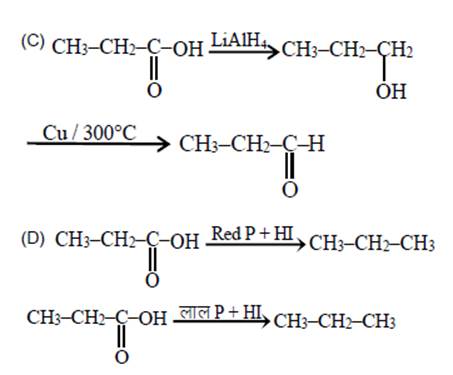 (C) CH3–CH2–C–OH LiAlH4 CH3–CH2–CH2
O OH
Cu / 300°C CH3–CH2–C–H
O
(D) CH3–CH2–C–OH Red P + HI CH3–CH2–CH3
O
CH3–CH2–C–OH लाल P + HI CH3–CH2–CH3
O